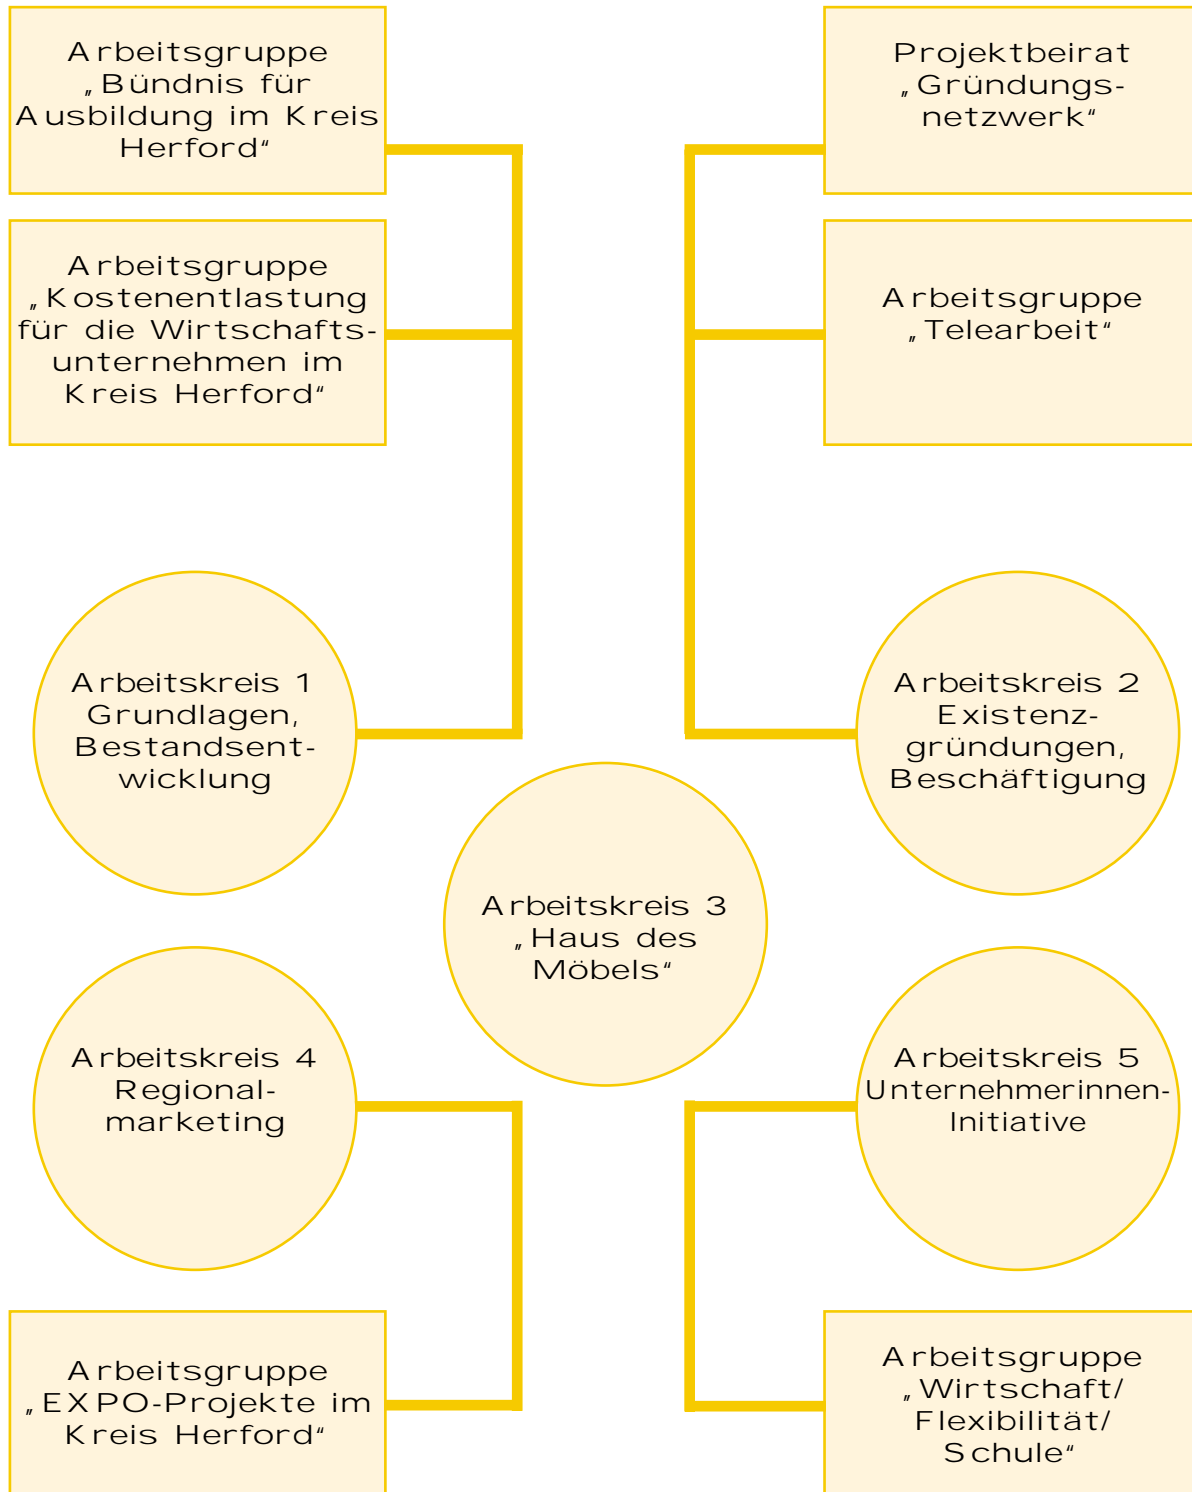 Arbeitsgruppe
„Bündnis für
Ausbildung im Kreis
Herford“
Projektbeirat
„Gründungs-
netzwerk“
Arbeitsgruppe
„Kostenentlastung
für die Wirtschafts-
unternehmen im
Kreis Herford“
Arbeitsgruppe
„Telearbeit“
Arbeitskreis 1
Grundlagen,
Bestandsent-
wicklung
Arbeitskreis 2
Existenz-
gründungen,
Beschäftigung
Arbeitskreis 3
„Haus des
Möbels“
Arbeitskreis 4
Regional-
marketing
Arbeitskreis 5
Unternehmerinnen-
Initiative
Arbeitsgruppe
„EXPO-Projekte im
Kreis Herford“
Arbeitsgruppe
„Wirtschaft/
Flexibilität/
Schule“